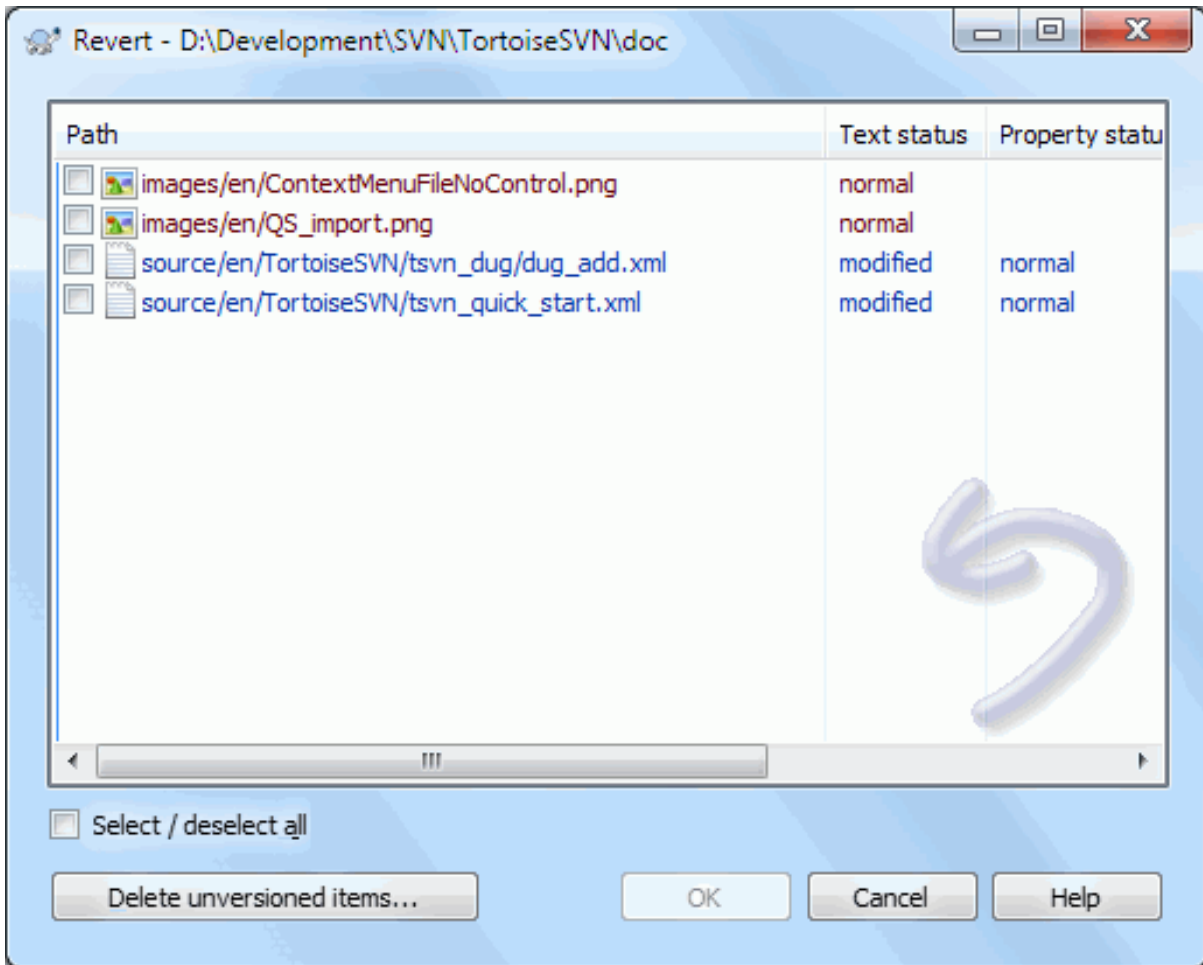 Revert - D:\Development\SVN\TortoiseSVN\doc
Path Text status Property statu
images/en/ContextMenuFileNoControl.png normal
images/en/QS_import.png normal
source/en/TortoiseSVN/tsvn_dug/dug_add.xml modified normal
source/en/TortoiseSVN/tsvn_quick_start.xml modified normal
Select / deselect all
Delete unversioned items... OK Cancel Help